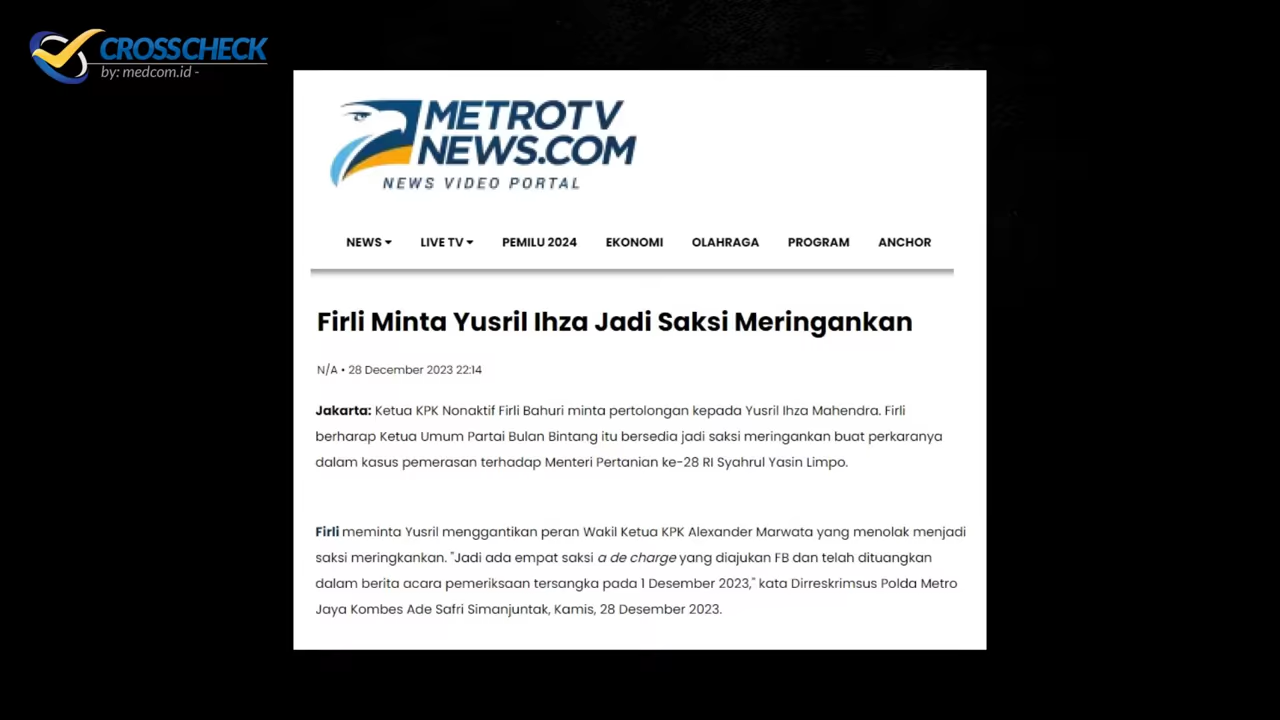 CROSSCHECK
by: medcom.id -
METROTV
NEWS.COM
NEWS VIDEO PORTAL
NEWS LIVE TV PEMILU 2024 EKONOMI OLAHRAGA PROGRAM ANCHOR
Firli Minta Yusril Ihza Jadi Saksi Meringankan
N/A • 28 December 2023 22:14
Jakarta: Ketua KPK Nonaktif Firli Bahuri minta pertolongan kepada Yusril Ihza Mahendra. Firli
berharap Ketua Umum Partai Bulan Bintang itu bersedia jadi saksi meringankan buat perkaranya
dalam kasus pemerasan terhadap Menteri Pertanian ke-28 RI Syahrul Yasin Limpo.
Firli meminta Yusril menggantikan peran Wakil Ketua KPK Alexander Marwata yang menolak menjadi
saksi meringkankan. "Jadi ada empat saksi a de charge yang diajukan FB dan telah dituangkan
dalam berita acara pemeriksaan tersangka pada 1 Desember 2023," kata Dirreskrimsus Polda Metro
Jaya Kombes Ade Safri Simanjuntak, Kamis, 28 Desember 2023.